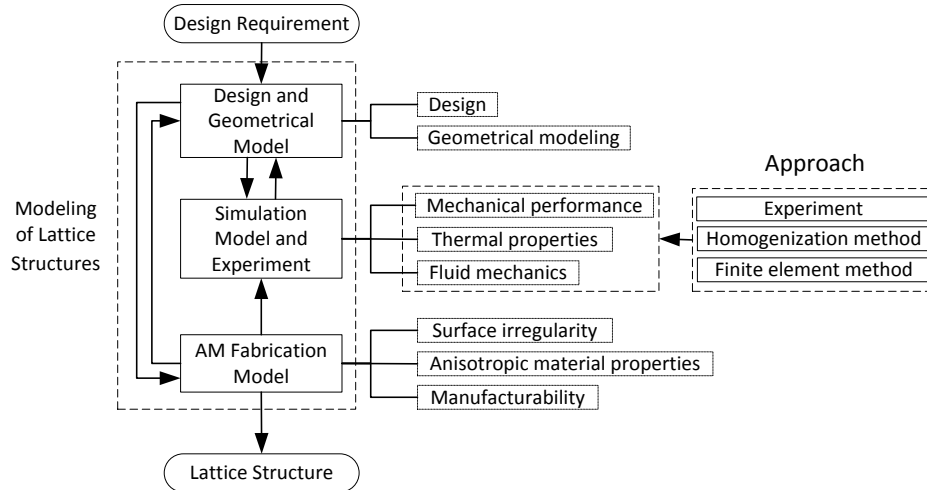 Design Requirement
Design and
Geometrical
Model
Design
Geometrical modeling
Modeling
of Lattice
Structures
Simulation
Model and
Experiment
Mechanical performance
Thermal properties
Fluid mechanics
Approach
Experiment
Homogenization method
Finite element method
AM Fabrication
Model
Surface irregularity
Anisotropic material properties
Manufacturability
Lattice Structure